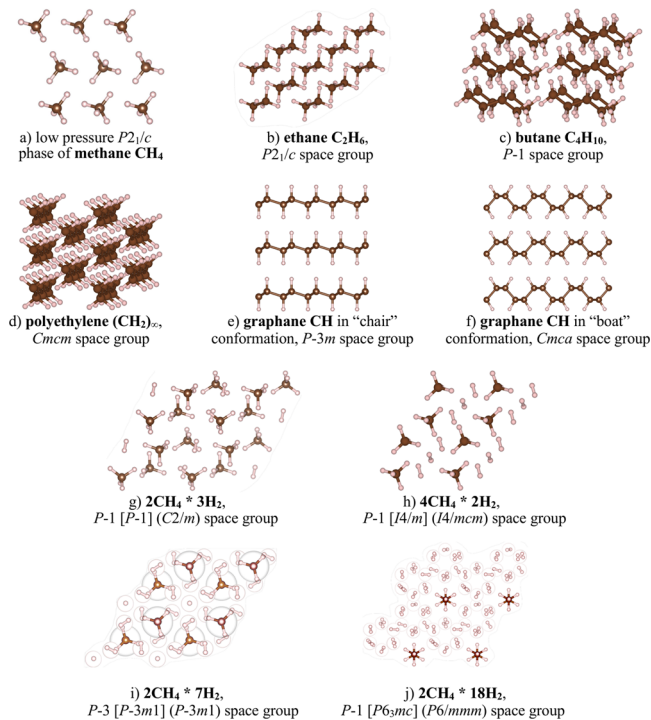 a) low pressure P2₁/c
phase of methane CH₄
b) ethane C₂H₆,
P2₁/c space group
c) butane C₄H₁₀,
P-1 space group
d) polyethylene (CH₂)∞,
Cmcm space group
e) graphane CH in “chair”
conformation, P-3m space group
f) graphane CH in “boat”
conformation, Cmca space group
g) 2CH₄ * 3H₂,
P-1 [P-1] (C2/m) space group
h) 4CH₄ * 2H₂,
P-1 [I4/m] (I4/mcm) space group
i) 2CH₄ * 7H₂,
P-3 [P-3m1] (P-3m1) space group
j) 2CH₄ * 18H₂,
P-1 [P6₃mc] (P6/mmm) space group